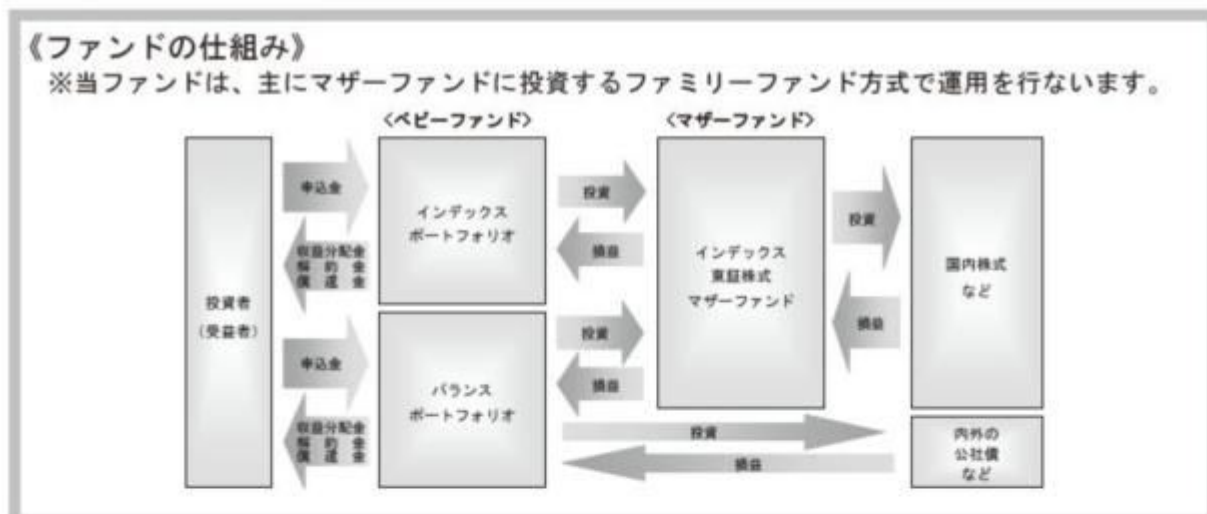 《ファンドの仕組み》
※当ファンドは、主にマザーファンドに投資するファミリーファンド方式で運用を行ないます。
〈ベビーファンド〉
〈マザーファンド〉
投資者
(受益者)
申込金
収益分配金
解約金
償還金
申込金
収益分配金
解約金
償還金
インデックス
ポートフォリオ
バランス
ポートフォリオ
投資
損益
投資
損益
インデックス
東証株式
マザーファンド
投資
損益
国内株式
など
投資
損益
内外の
公社債
など